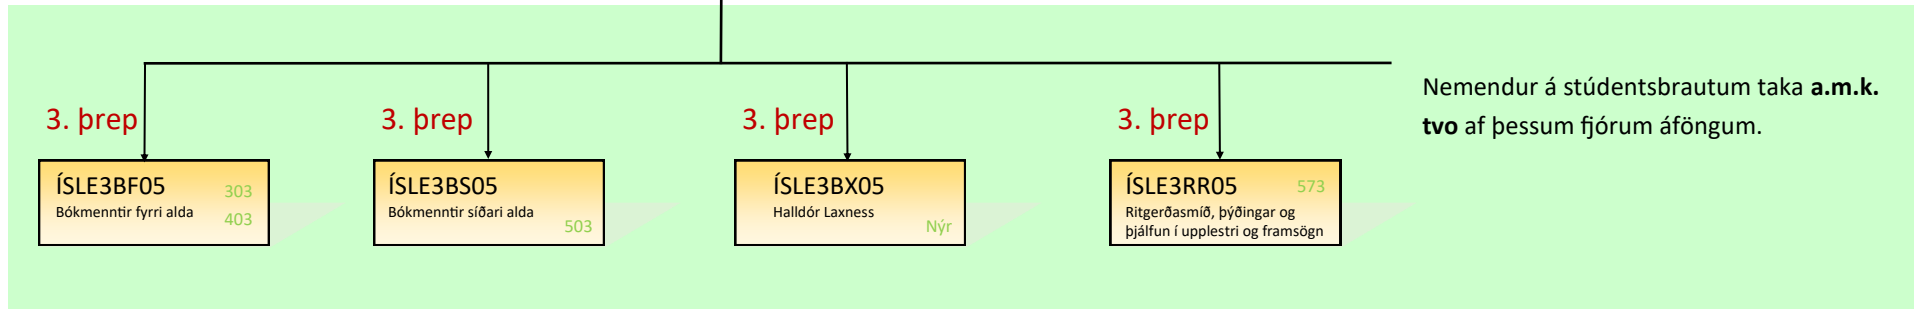 3. þrep
ÍSLE3BF05 303
Bókmenntir fyrri alda 403
3. þrep
ÍSLE3BS05
Bókmenntir síðari alda
503
3. þrep
ÍSLE3BX05
Halldór Laxness
Nýr
3. þrep
ÍSLE3RR05 573
Ritgerðasmíð, þýðingar og
þjálfun í upplestri og framsögn
Nemendur á stúdentsbrautum taka a.m.k.
tvo af þessum fjórum áföngum.